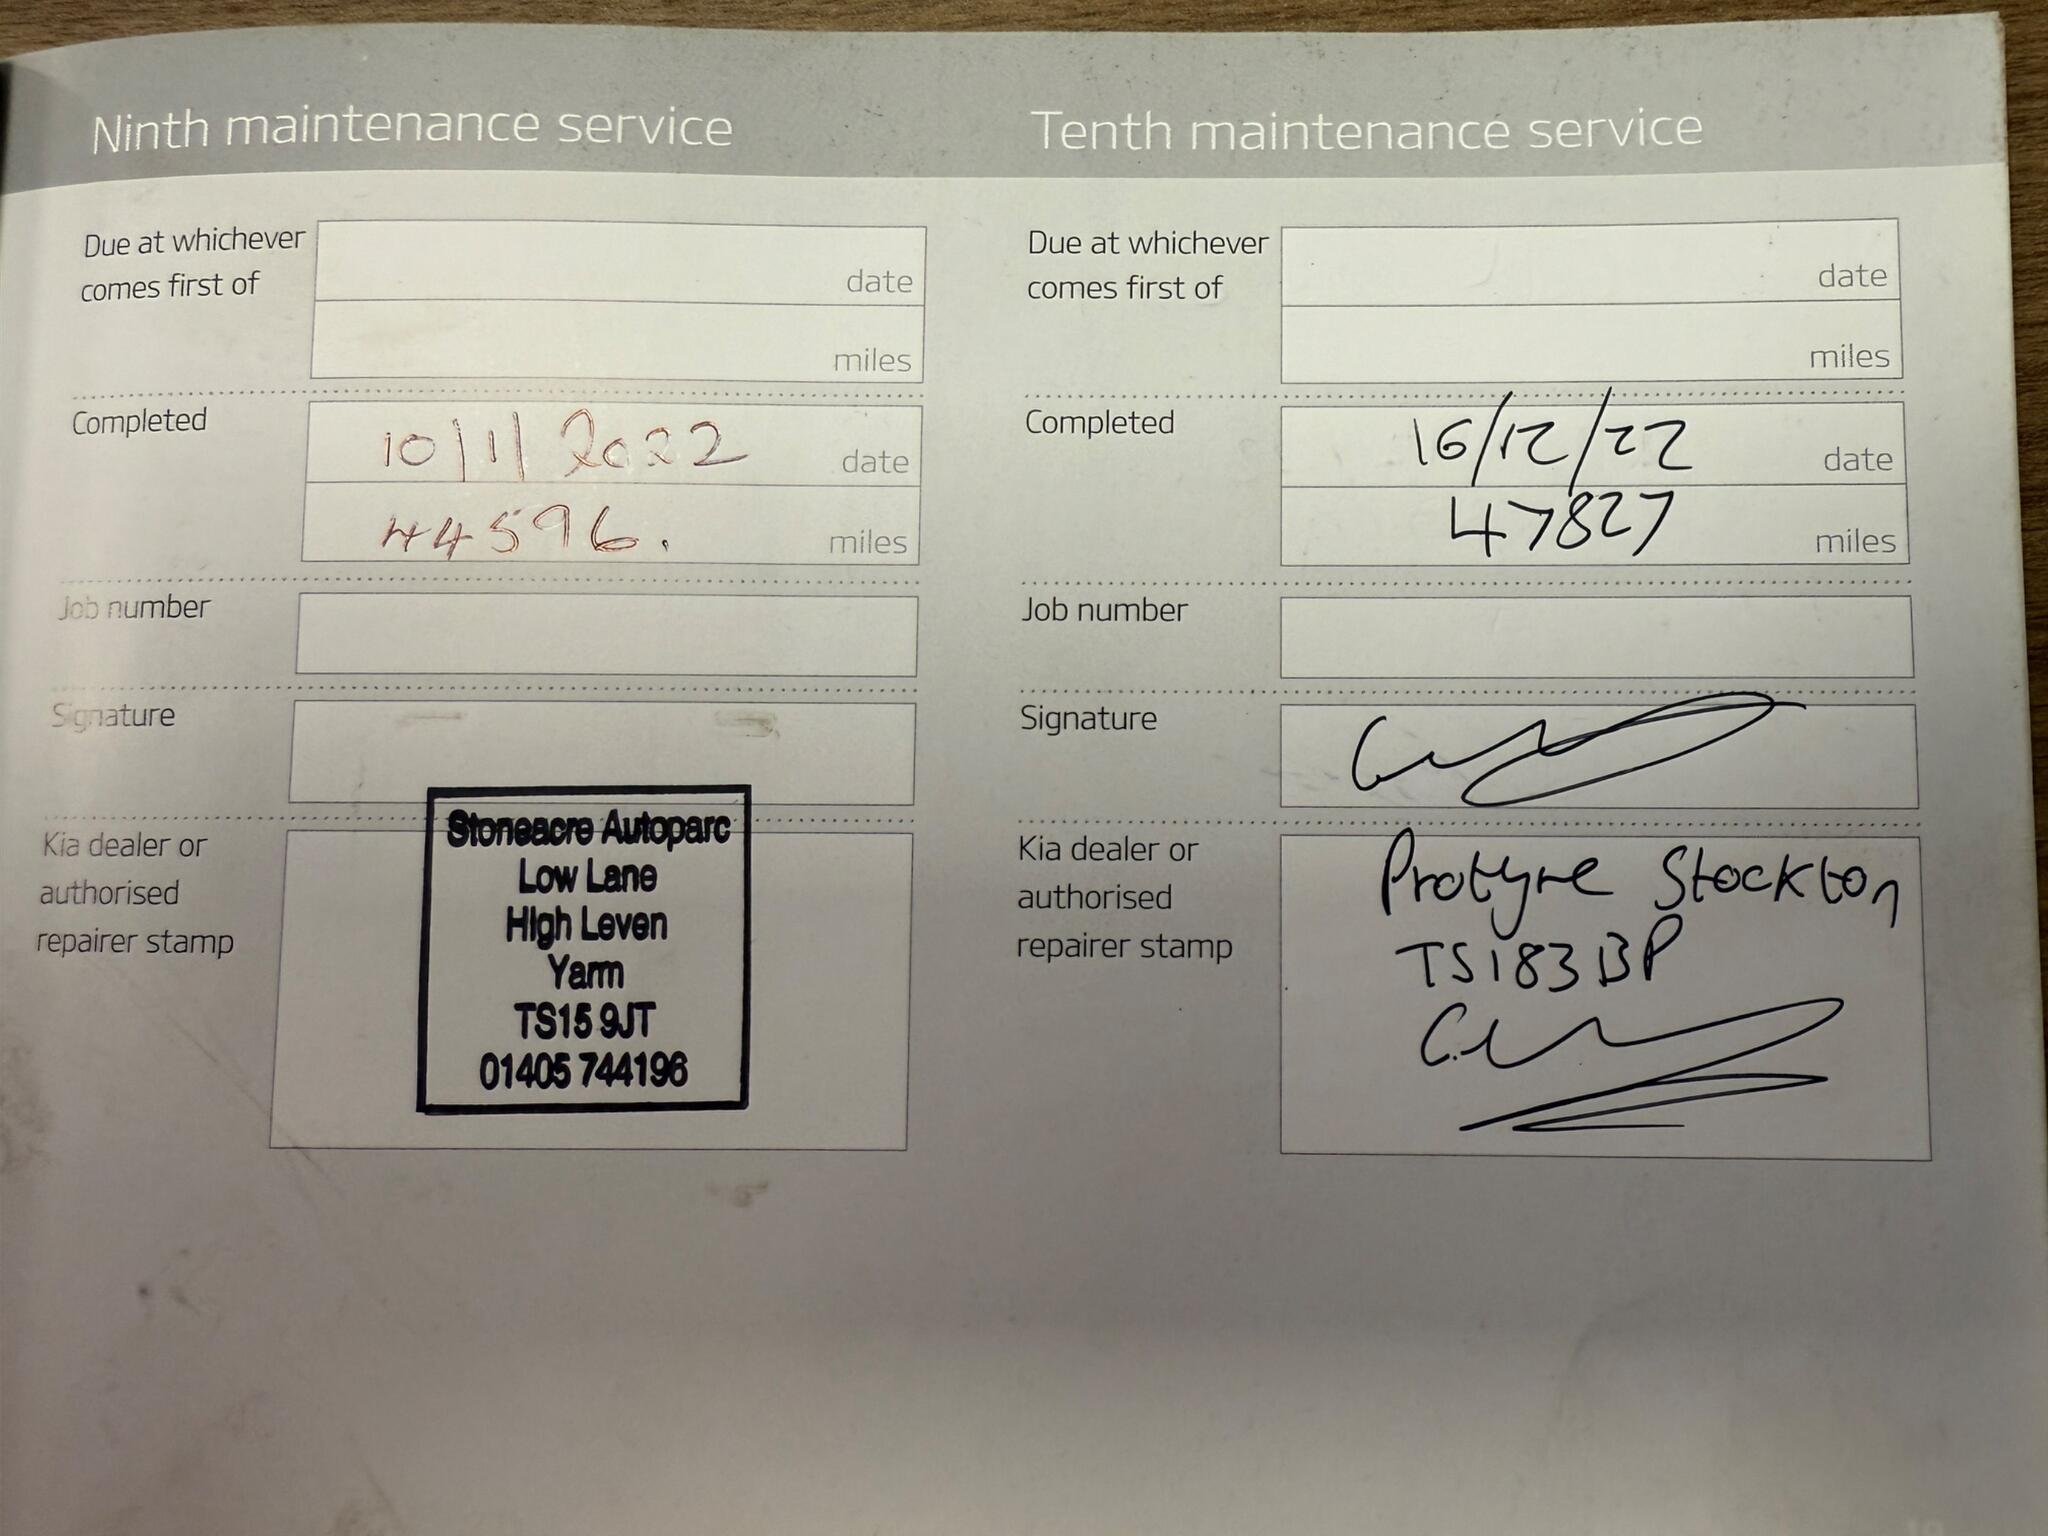 Ninth maintenance service
Due at whichever
comes first of
date
miles
Completed
10/1/2022
date
44596.
miles
Job number
Signature
Kia dealer or
authorised
repairer stamp
Stoneacre Autoparc
Low Lane
High Leven
Yarm
TS15 9JT
01405 744196
Tenth maintenance service
Due at whichever
comes first of
date
miles
Completed
16/12/22
date
47827
miles
Job number
Signature
Kia dealer or
authorised
repairer stamp
Protyre Stockton
TS183BP